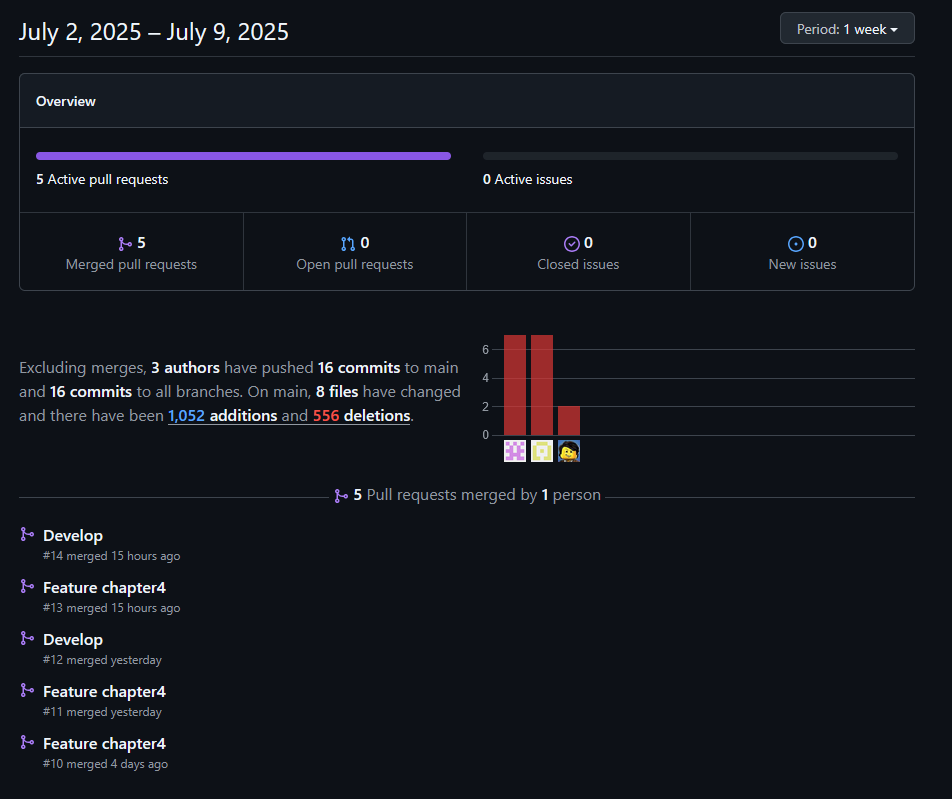 July 2, 2025 – July 9, 2025
Period: 1 week
Overview
5 Active pull requests
0 Active issues
5
Merged pull requests
0
Open pull requests
0
Closed issues
0
New issues
Excluding merges, 3 authors have pushed 16 commits to main
and 16 commits to all branches. On main, 8 files have changed
and there have been 1,052 additions and 556 deletions.
6
4
2
0
5 Pull requests merged by 1 person
Develop
#14 merged 15 hours ago
Feature chapter4
#13 merged 15 hours ago
Develop
#12 merged yesterday
Feature chapter4
#11 merged yesterday
Feature chapter4
#10 merged 4 days ago